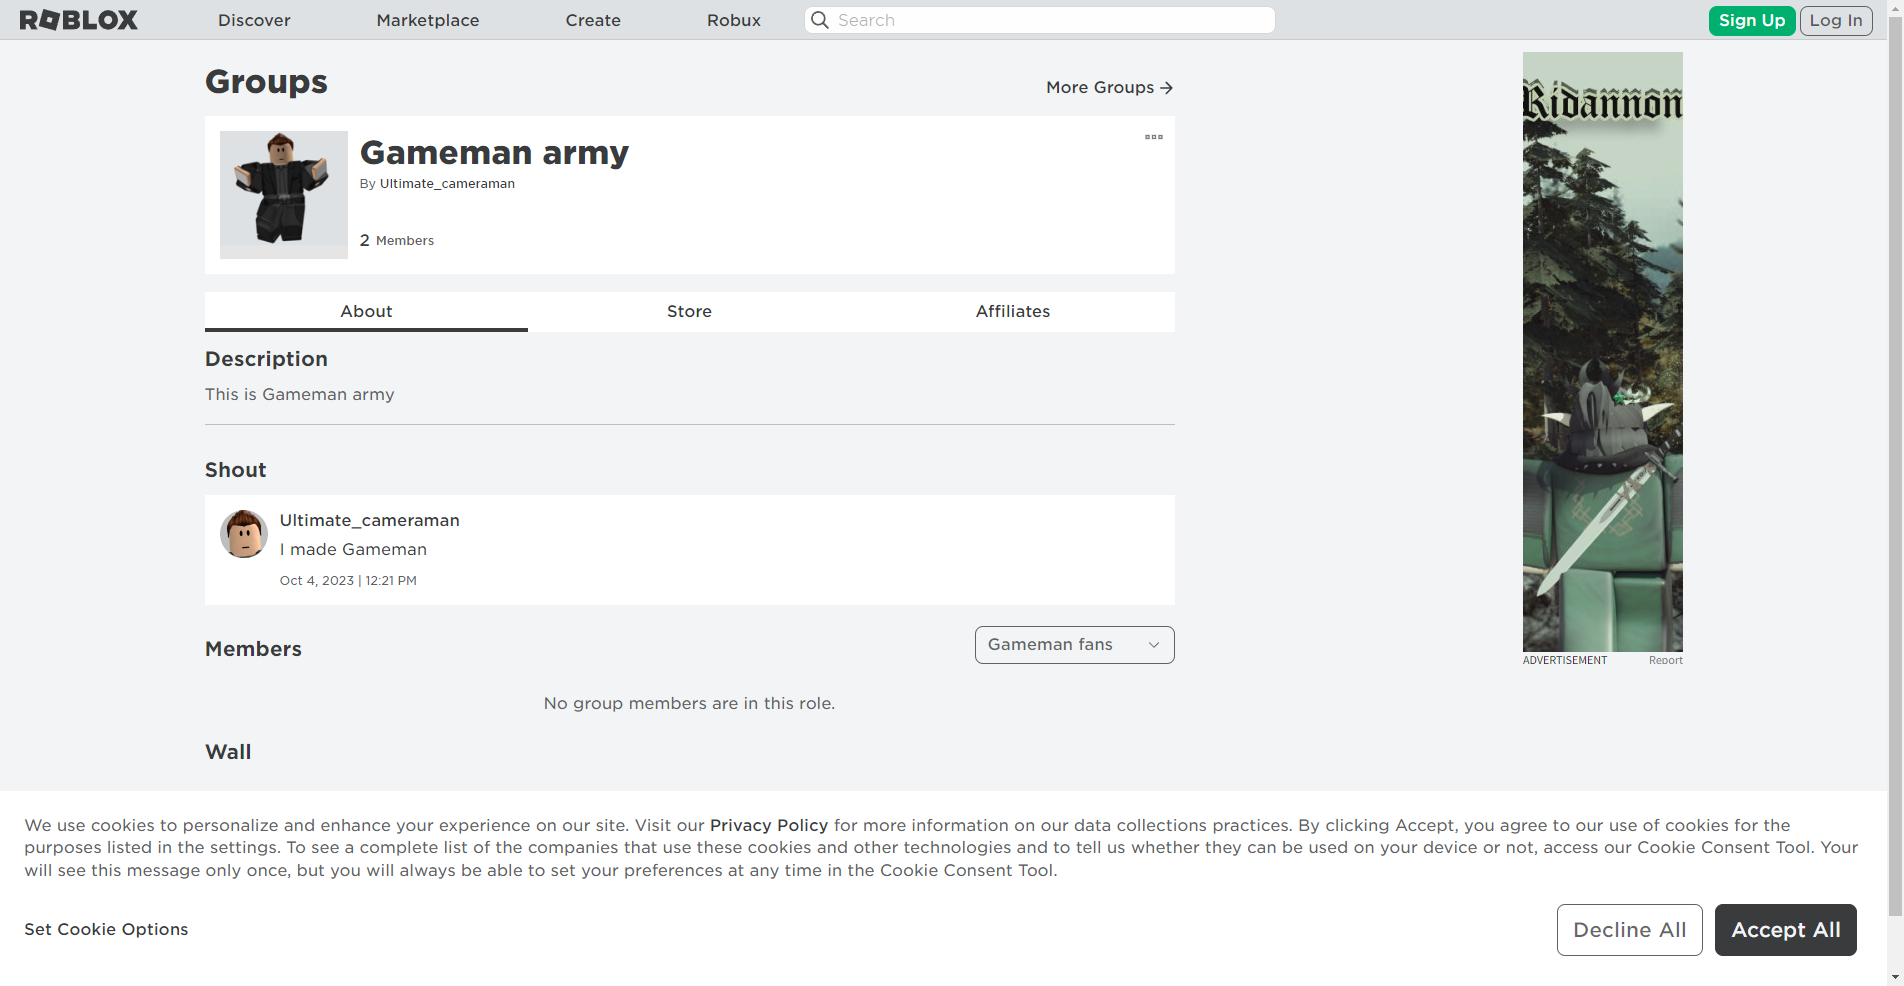 ROBLOX
Discover
Marketplace
Create
Robux
Search
Sign Up
Log In
Groups
More Groups
Gameman army
By Ultimate_cameraman
2 Members
About
Store
Affiliates
Description
This is Gameman army
Shout
Ultimate_cameraman
I made Gameman
Oct 4, 2023 | 12:21 PM
Members
Gameman fans
No group members are in this role.
Wall
Ridannon
ADVERTISEMENT
Report
We use cookies to personalize and enhance your experience on our site. Visit our Privacy Policy for more information on our data collections practices. By clicking Accept, you agree to our use of cookies for the
purposes listed in the settings. To see a complete list of the companies that use these cookies and other technologies and to tell us whether they can be used on your device or not, access our Cookie Consent Tool. Your
will see this message only once, but you will always be able to set your preferences at any time in the Cookie Consent Tool.
Set Cookie Options
Decline All
Accept All